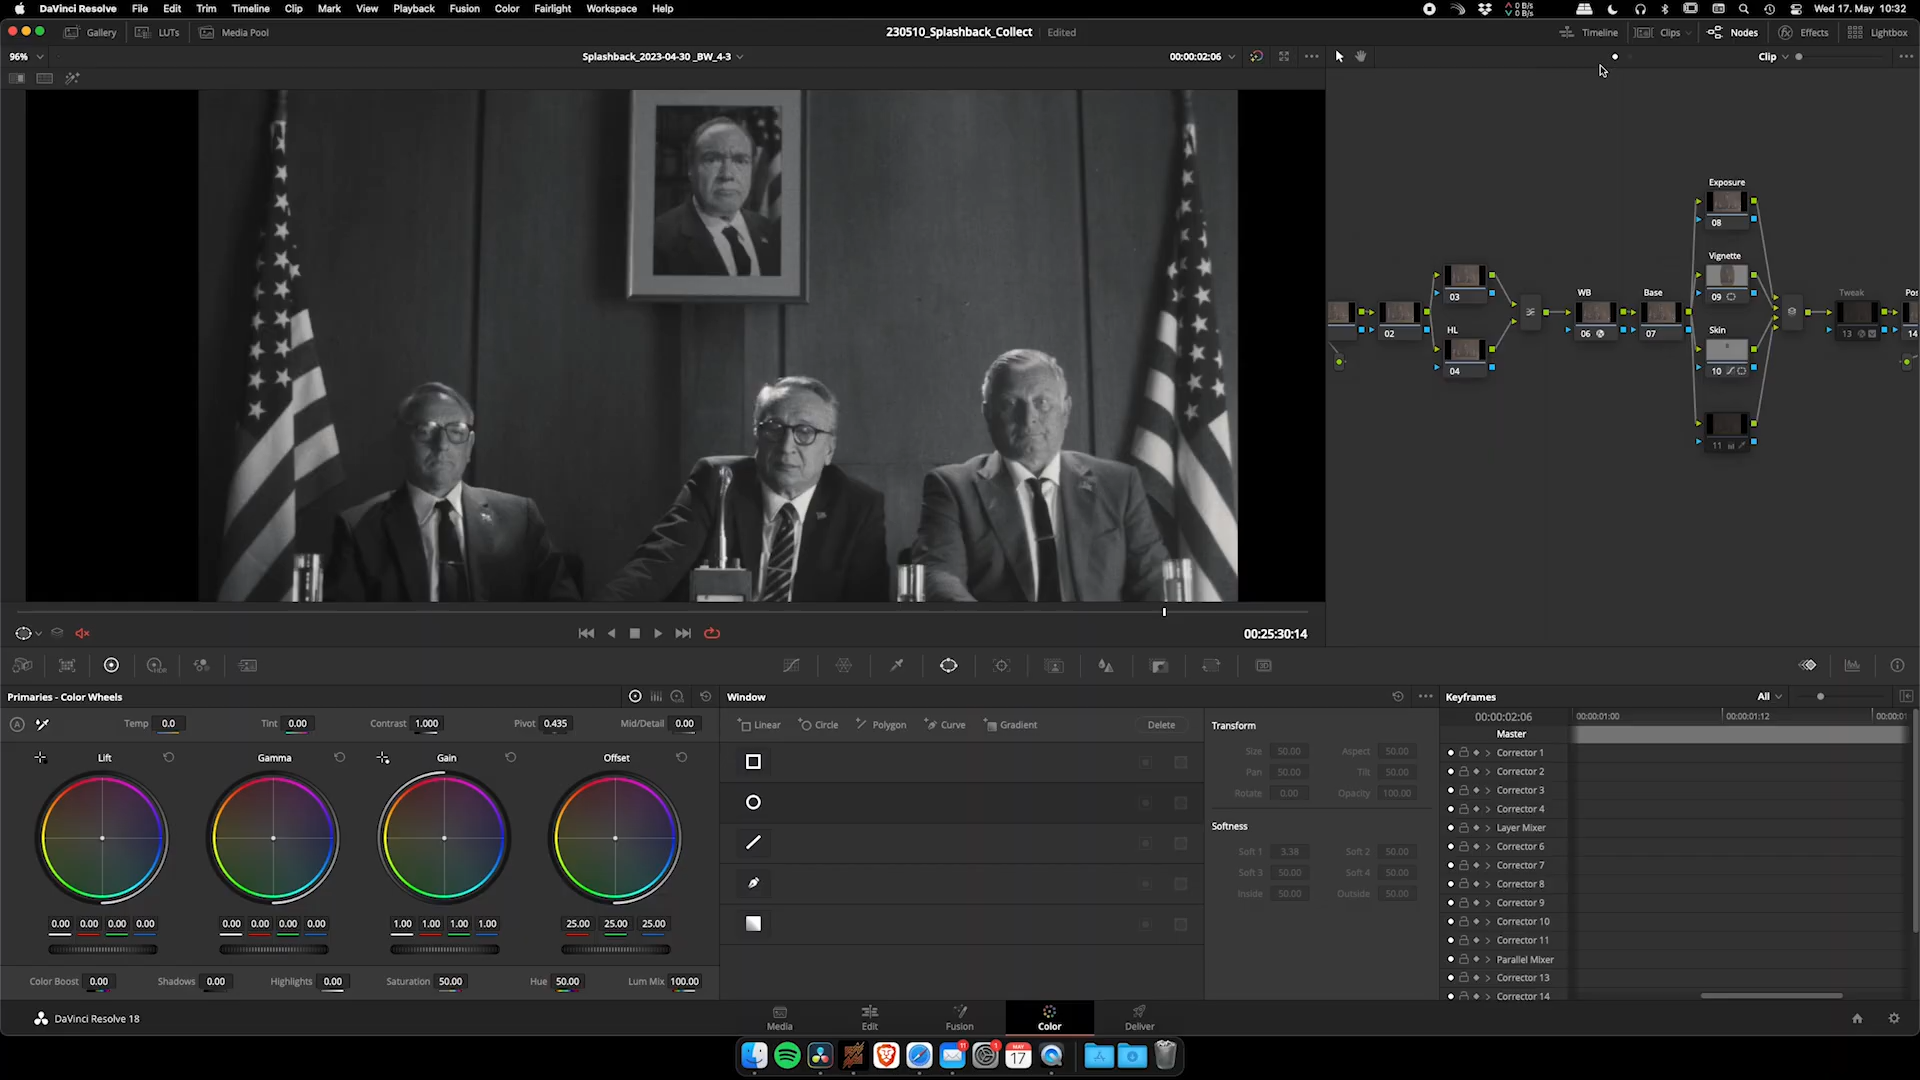 DaVinci Resolve File Edit Trim Timeline Clip Mark View Playback Fusion Color Fairlight Workspace Help 0 B/s 0 B/s Wed 17. May 10:32
Gallery LUTs Media Pool 230510_Splashback_Collect Edited Timeline Clips Nodes Effects Lightbox
96% Splashback_2023-04-30 _BW_4-3 00:00:02:06 Clip
Exposure
08
Vignette
09
03
WB
Base
Tweak
Pos
02
06
07
13
14
HL
04
Skin
10
11
00:25:30:14
Primaries - Color Wheels Window Keyframes All
Temp 0.0 Tint 0.00 Contrast 1.000 Pivot 0.435 Mid/Detail 0.00
Linear Circle Polygon Curve Gradient Delete
Transform
00:00:02:06 00:00:01:00 00:00:01:12 00:00:0
Master
Lift Gamma Gain Offset
Size 50.00 Aspect 50.00
Pan 50.00 Tilt 50.00
Rotate 0.00 Opacity 100.00
Softness
Soft 1 3.38 Soft 2 50.00
Soft 3 50.00 Soft 4 50.00
Inside 50.00 Outside 50.00
Corrector 1
Corrector 2
Corrector 3
Corrector 4
Layer Mixer
Corrector 6
Corrector 7
Corrector 8
Corrector 9
Corrector 10
Corrector 11
Parallel Mixer
Corrector 13
Corrector 14
0.00 0.00 0.00 0.00 0.00 0.00 0.00 0.00 1.00 1.00 1.00 1.00 25.00 25.00 25.00
Color Boost 0.00 Shadows 0.00 Highlights 0.00 Saturation 50.00 Hue 50.00 Lum Mix 100.00
DaVinci Resolve 18 Media Edit Fusion Color Deliver
11
1
MAY
17